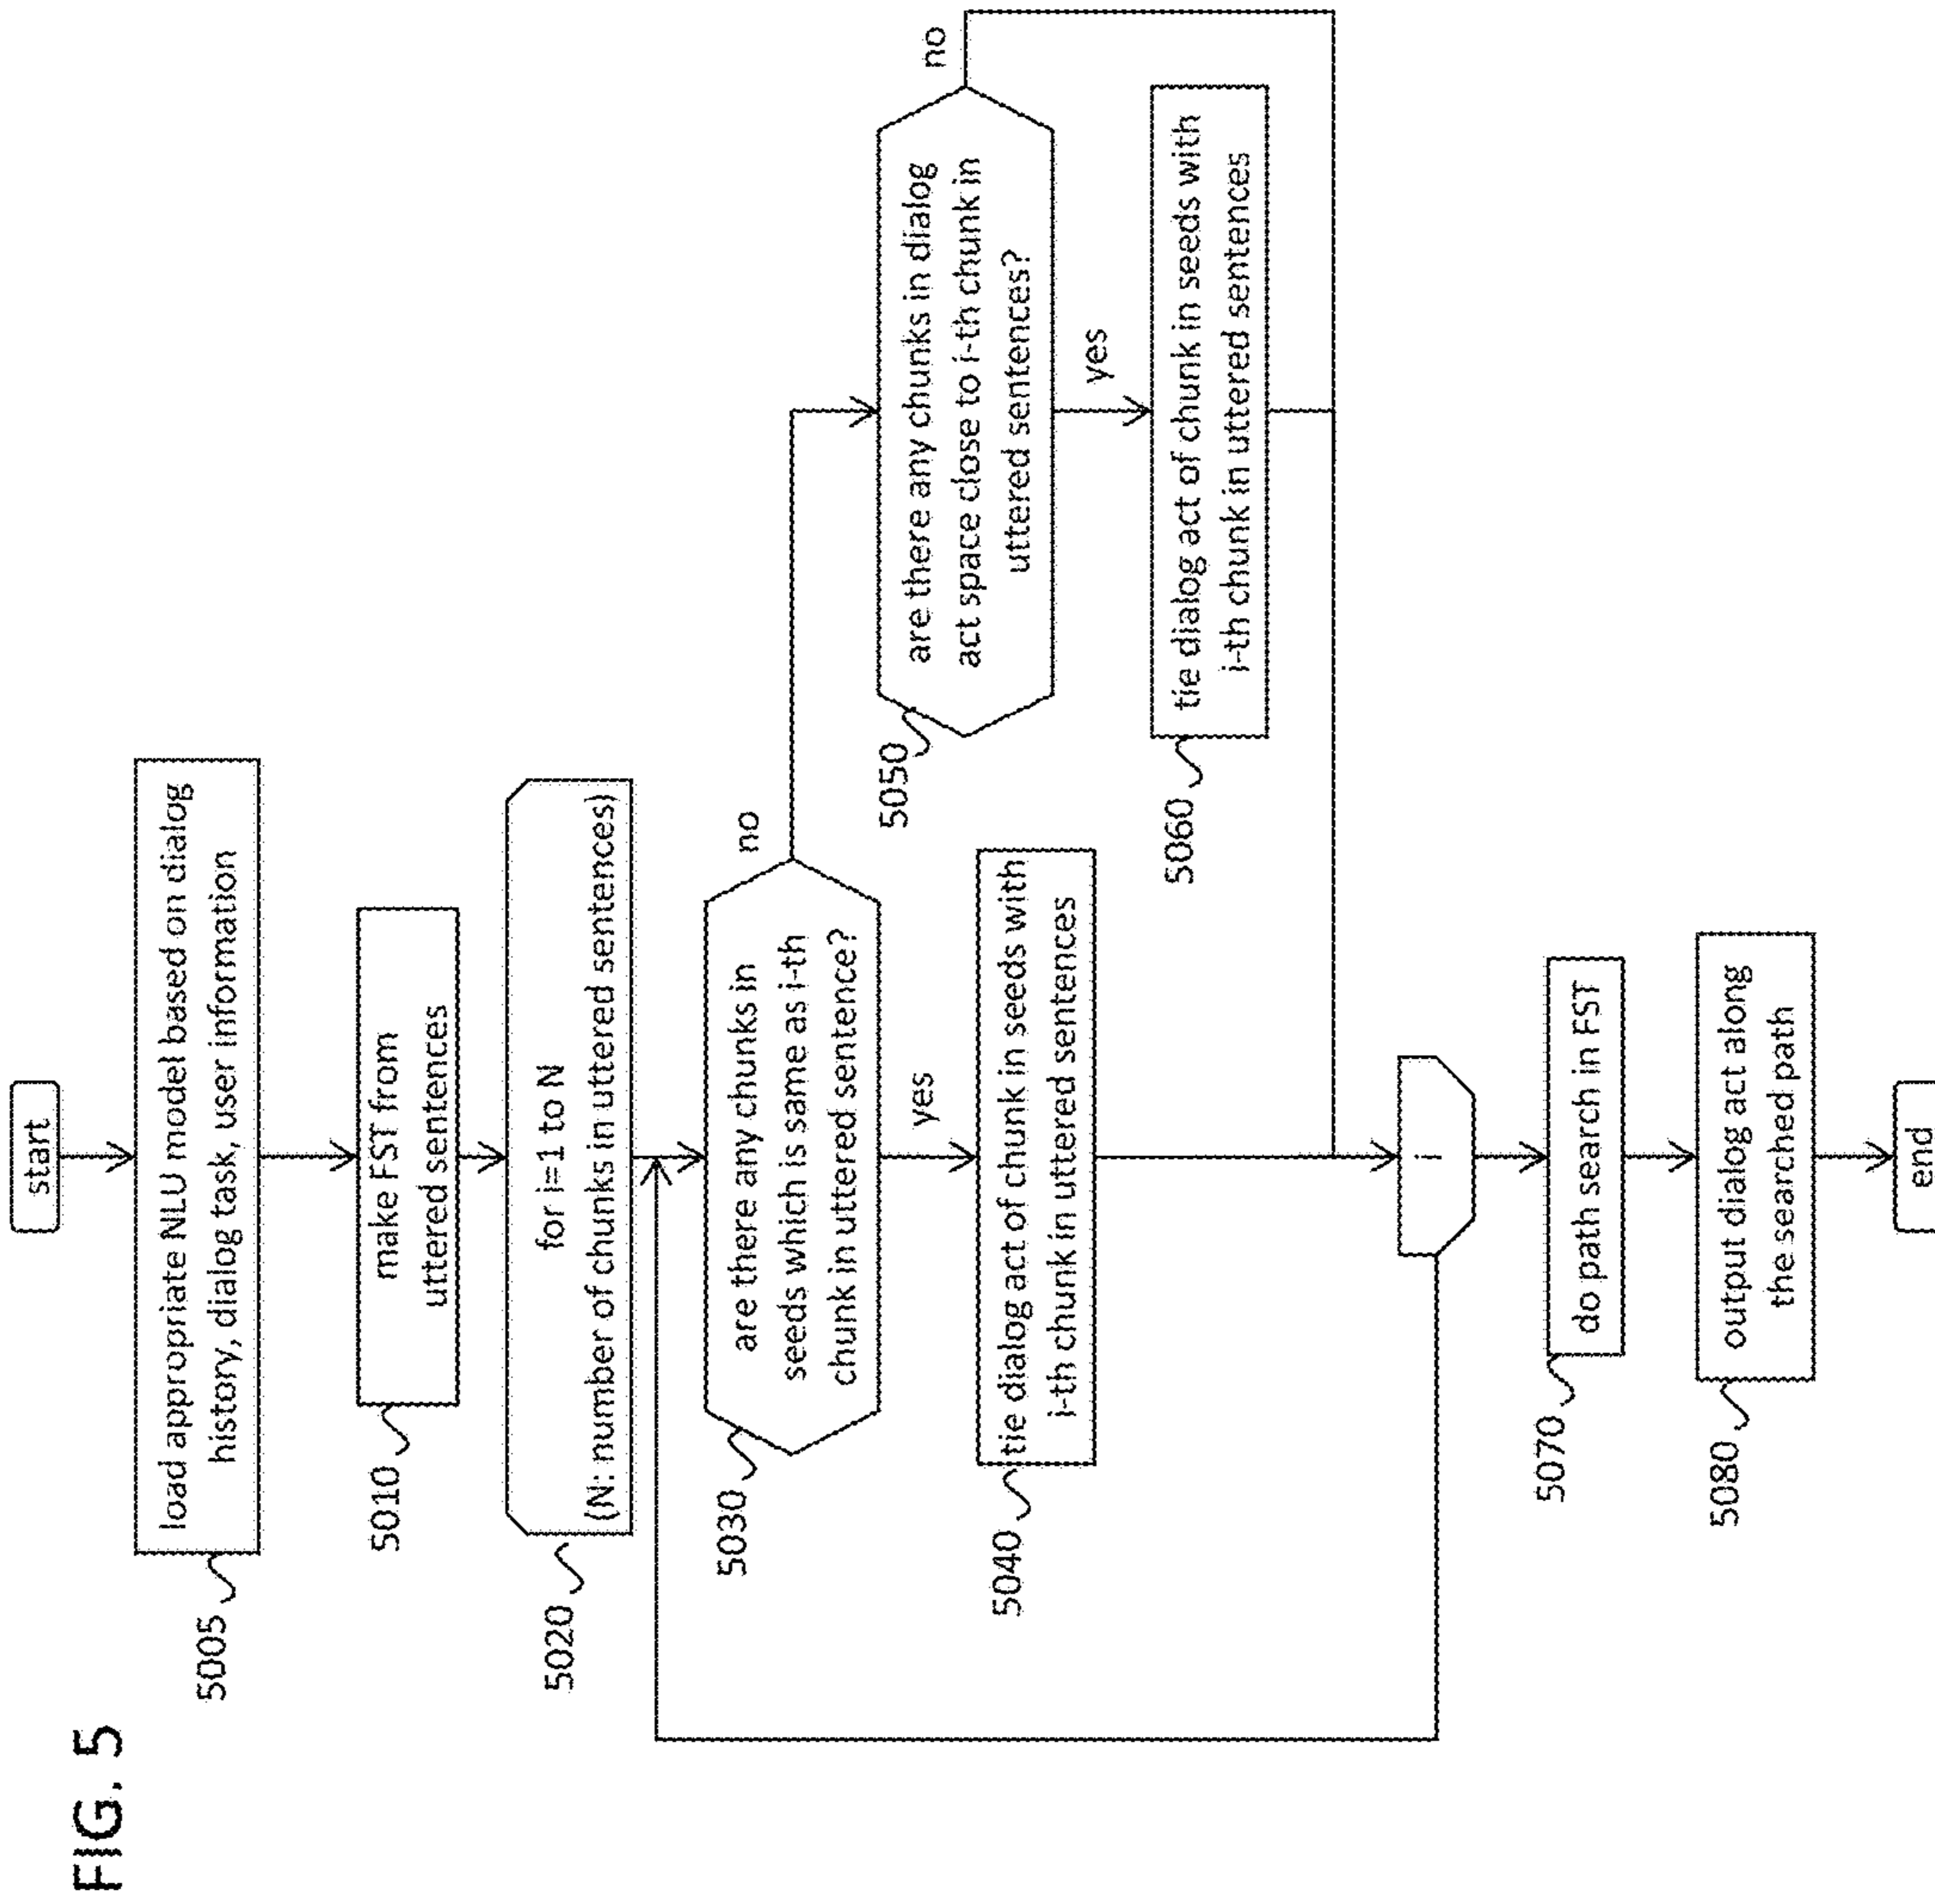 FIG. 5
start
5005
load appropriate NLU model based on dialog
history, dialog task, user information
5010
make FST from
uttered sentences
5020
for i=1 to N
(N: number of chunks in uttered sentences)
5030
are there any chunks in
seeds which is same as i-th
chunk in uttered sentence?
no
yes
5040
tie dialog act of chunk in seeds with
i-th chunk in uttered sentences
5050
are there any chunks in dialog
act space close to i-th chunk in
uttered sentences?
no
yes
5060
tie dialog act of chunk in seeds with
i-th chunk in uttered sentences
i
5070
do path search in FST
5080
output dialog act along
the searched path
end